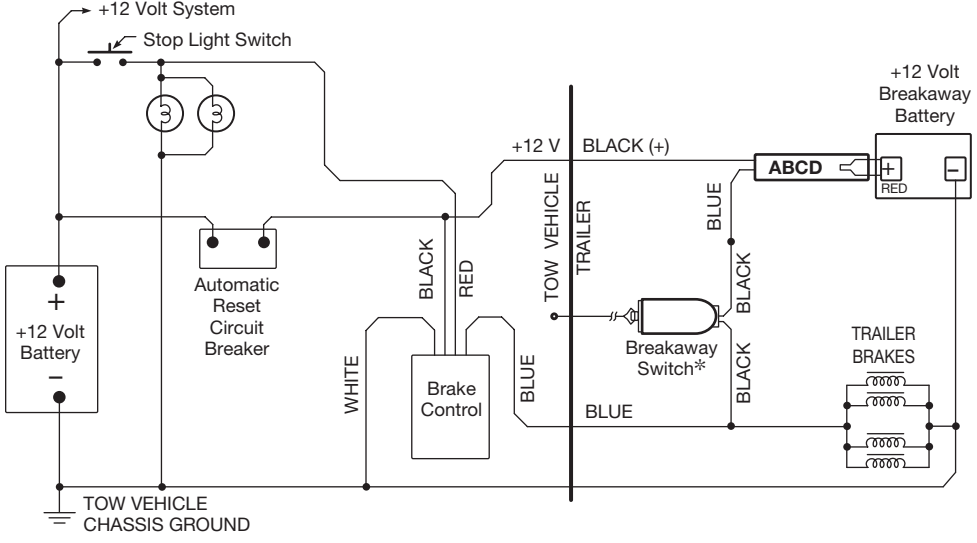 +12 Volt System
Stop Light Switch
+12 Volt
Breakaway
Battery
+12 V
BLACK (+)
ABCD
+
−
RED
BLUE
TOW VEHICLE
TRAILER
BLACK
RED
BLACK
Automatic
Reset
Circuit
Breaker
+
+12 Volt
Battery
−
Breakaway
Switch*
TRAILER
BRAKES
WHITE
Brake
Control
BLUE
BLACK
BLUE
TOW VEHICLE
CHASSIS GROUND